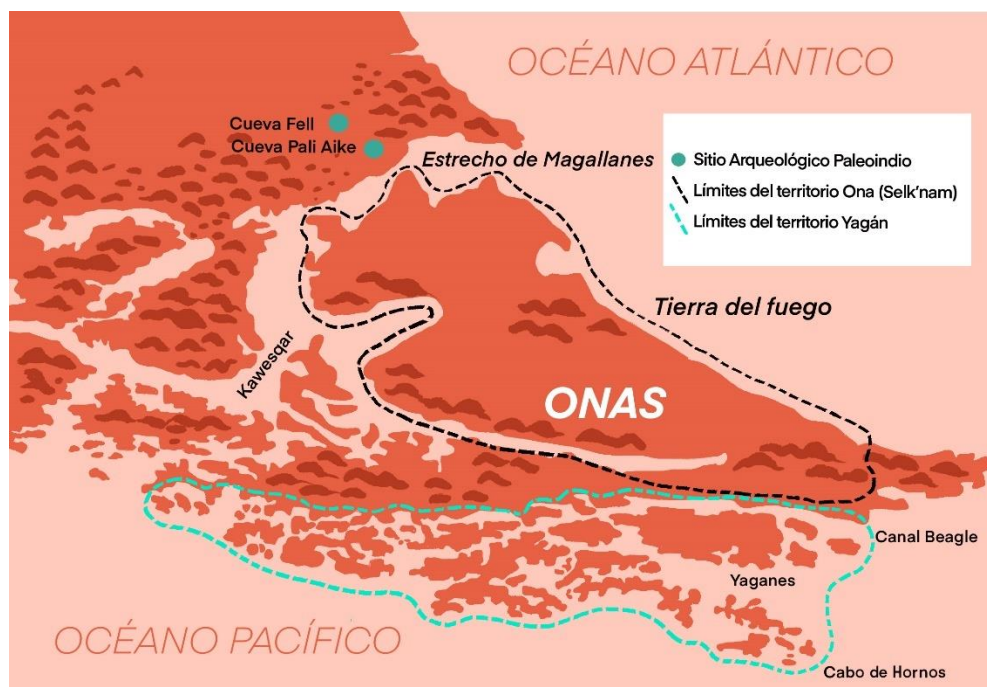 OCÉANO ATLÁNTICO
Cueva Fell
Cueva Pali Aike
Estrecho de Magallanes
Sitio Arqueológico Paleoindio
Límites del territorio Ona (Selk'nam)
Límites del territorio Yagán
Tierra del fuego
Kawesqar
ONAS
Canal Beagle
Yaganes
OCÉANO PACÍFICO
Cabo de Hornos